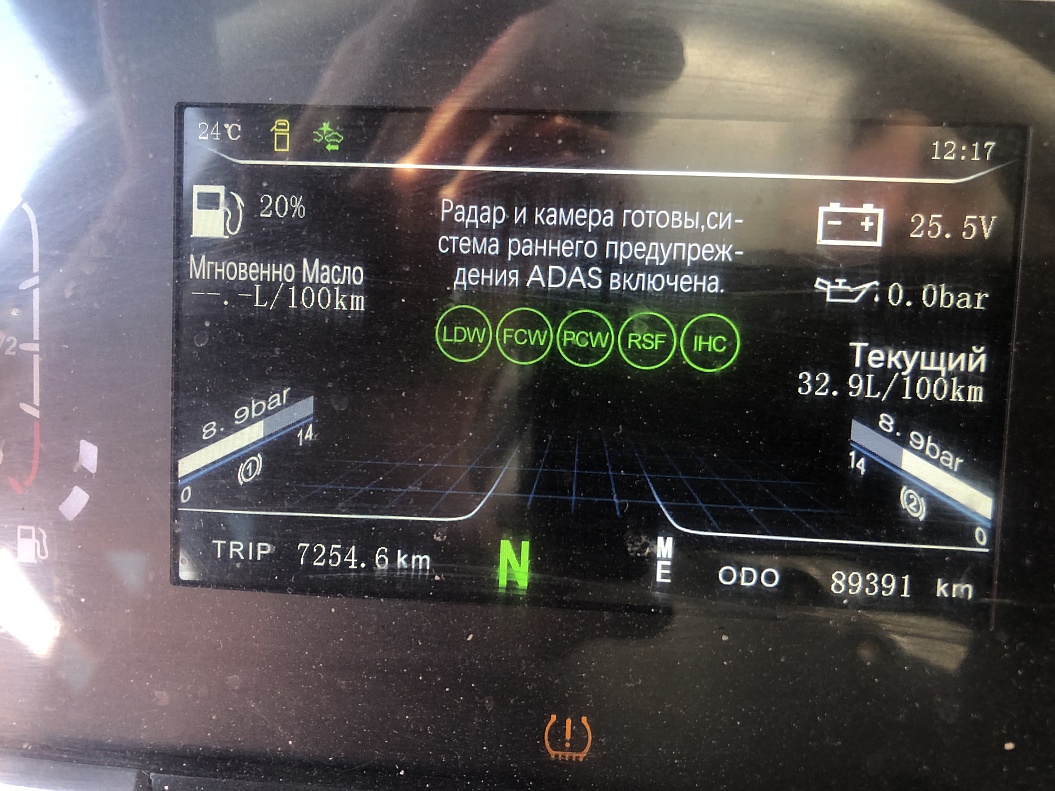 24℃
12:17
20%
Радар и камера готовы,си-
стема раннего предупреж-
дения ADAS включена.
25.5V
Мгновенно Масло
--.-L/100km
0.0bar
LDW FCW PCW RSF IHC
Текущий
32.9L/100km
8.9bar
14
(1)
0
8.9bar
14
(2)
0
TRIP 7254.6 km
N
M
E
ODO 89391 km